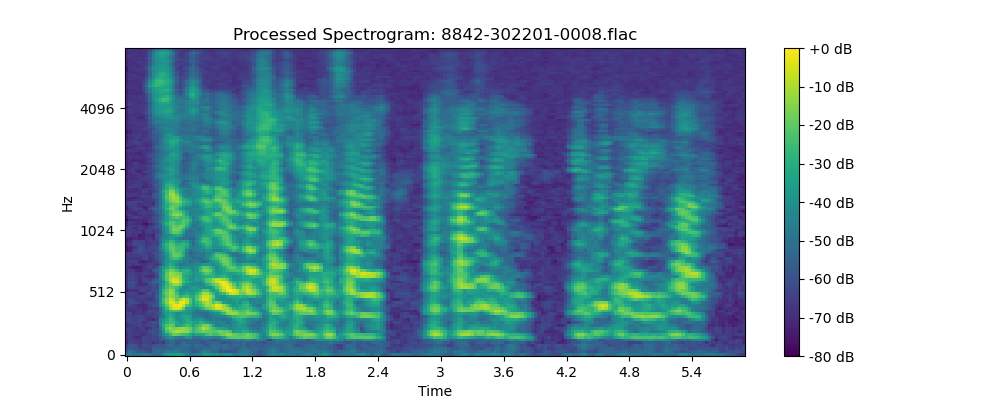 Processed Spectrogram: 8842-302201-0008.flac
Hz
4096
2048
1024
512
0
0 0.6 1.2 1.8 2.4 3 3.6 4.2 4.8 5.4
Time
+0 dB
-10 dB
-20 dB
-30 dB
-40 dB
-50 dB
-60 dB
-70 dB
-80 dB